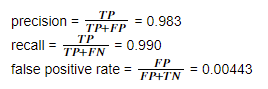 precision = TP / TP+FP = 0.983
recall = TP / TP+FN = 0.990
false positive rate = FP / FP+TN = 0.00443